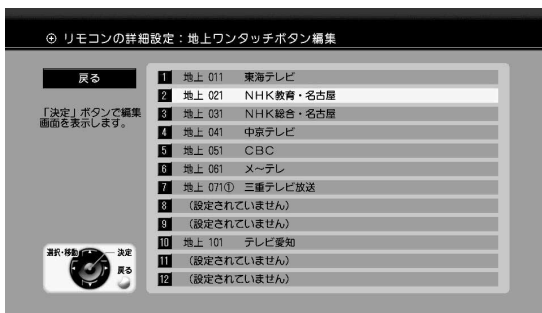 リモコンの詳細設定：地上ワンタッチボタン編集
戻る
「決定」ボタンで編集
画面を表示します。
1 地上 011 東海テレビ
2 地上 021 ＮＨＫ教育・名古屋
3 地上 031 ＮＨＫ総合・名古屋
4 地上 041 中京テレビ
5 地上 051 ＣＢＣ
6 地上 061 メ～テレ
7 地上 071① 三重テレビ放送
8 （設定されていません）
9 （設定されていません）
10 地上 101 テレビ愛知
11 （設定されていません）
12 （設定されていません）
選択・移動
決定
戻る